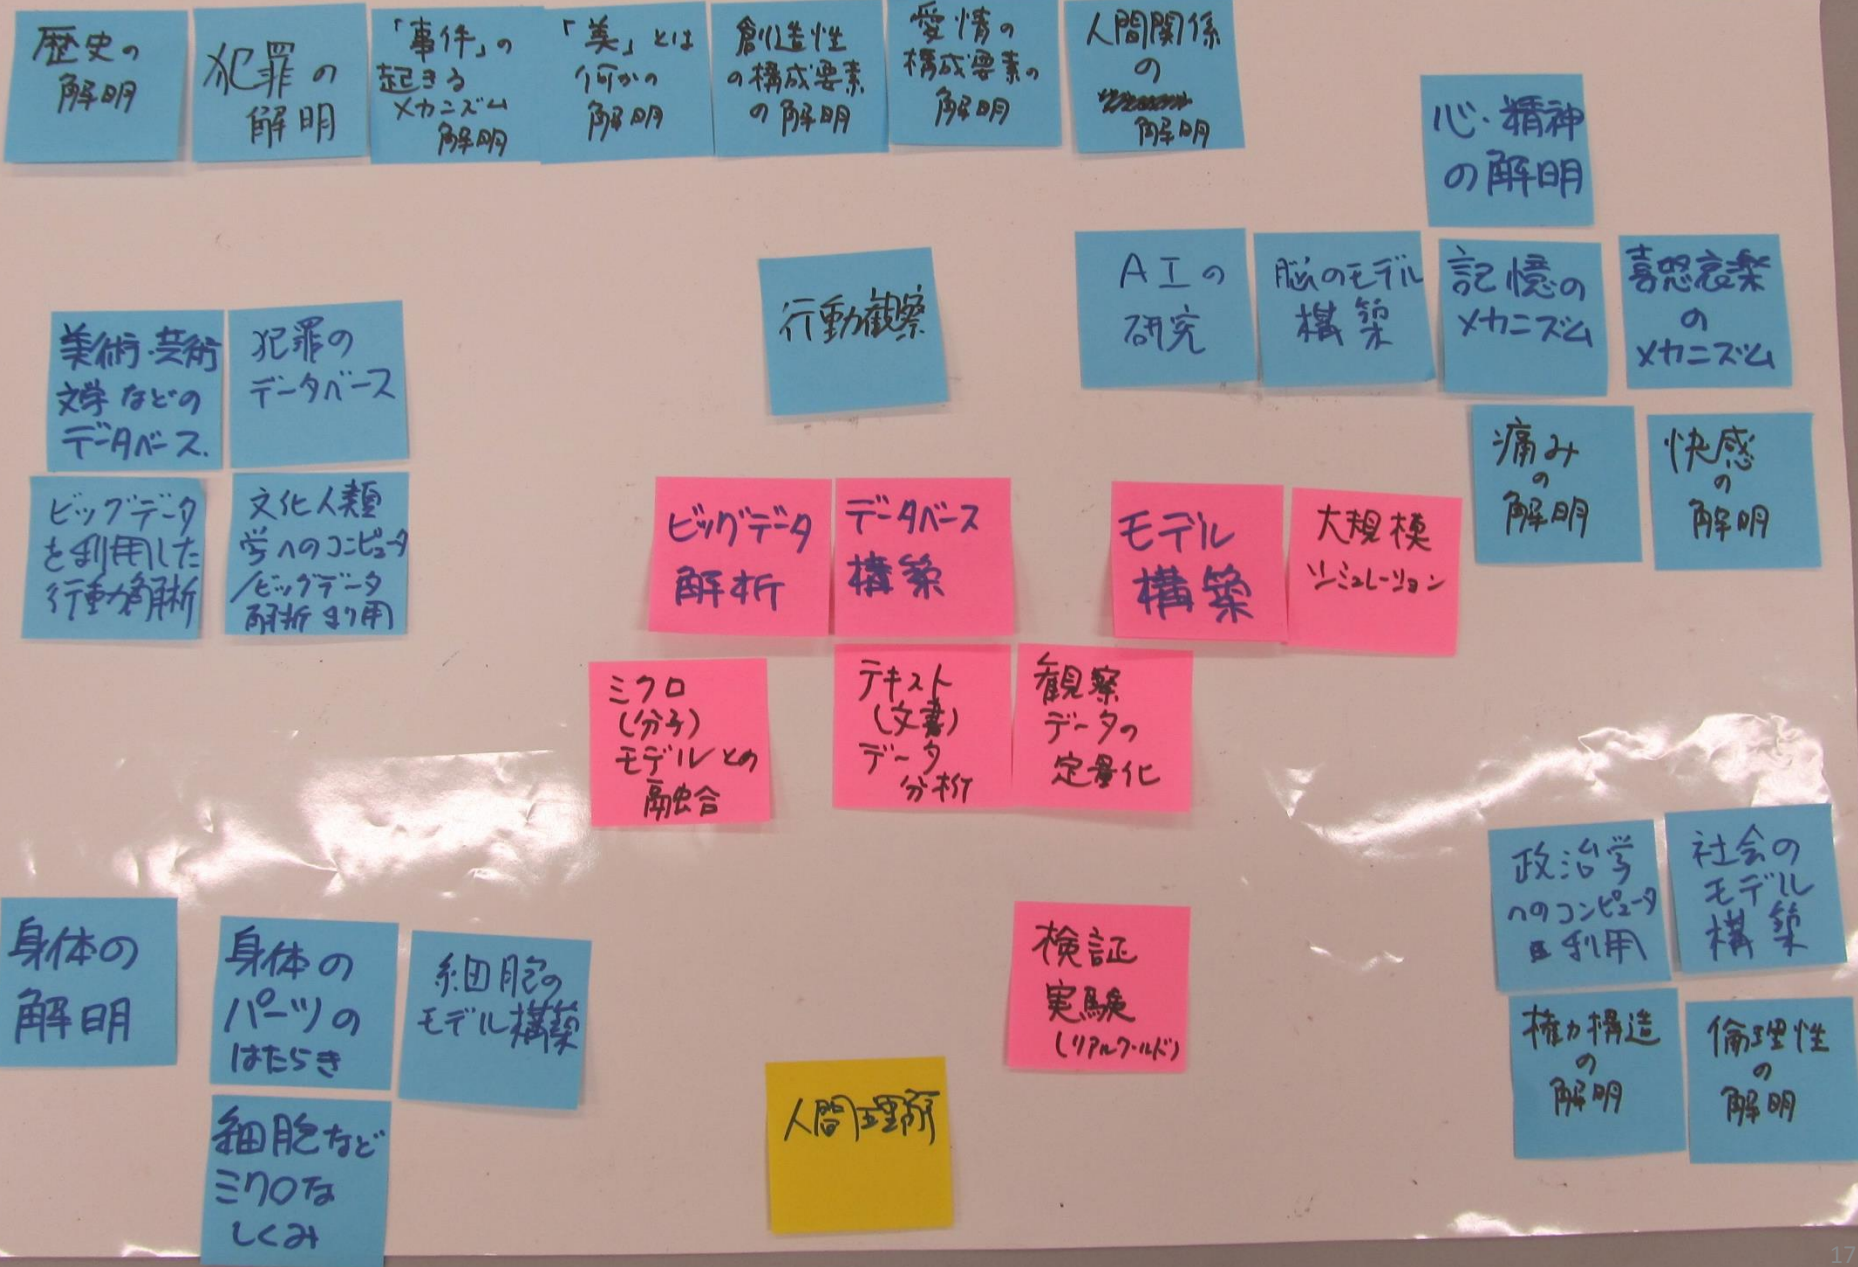 歴史の
解明
犯罪の
解明
「事件」の
起きる
メカニズム
解明
「美」とは
何かの
解明
創造性
の構成要素
の解明
愛情の
構成要素の
解明
人間関係
の
解明
心・精神
の解明
行動観察
AIの
研究
脳のモデル
構築
記憶の
メカニズム
喜怒哀楽
の
メカニズム
美術・芸術
文学などの
データベース.
犯罪の
データベース
痛み
の
解明
快感
の
解明
ビッグデータ
を利用した
行動解析
文化人類
学へのコンピュータ
/ビッグデータ
解析利用
ビッグデータ
解析
データベース
構築
モデル
構築
大規模
シミュレーション
ミクロ
(分子)
モデルとの
融合
テキスト
(文書)
データ
分析
観察
データの
定量化
政治学
へのコンピュータ
利用
社会の
モデル
構築
身体の
解明
身体の
パーツの
はたらき
細胞の
モデル構築
検証
実験
(リアルワールド)
権力構造
の
解明
倫理性
の
解明
人間理解
細胞など
ミクロな
しくみ
17